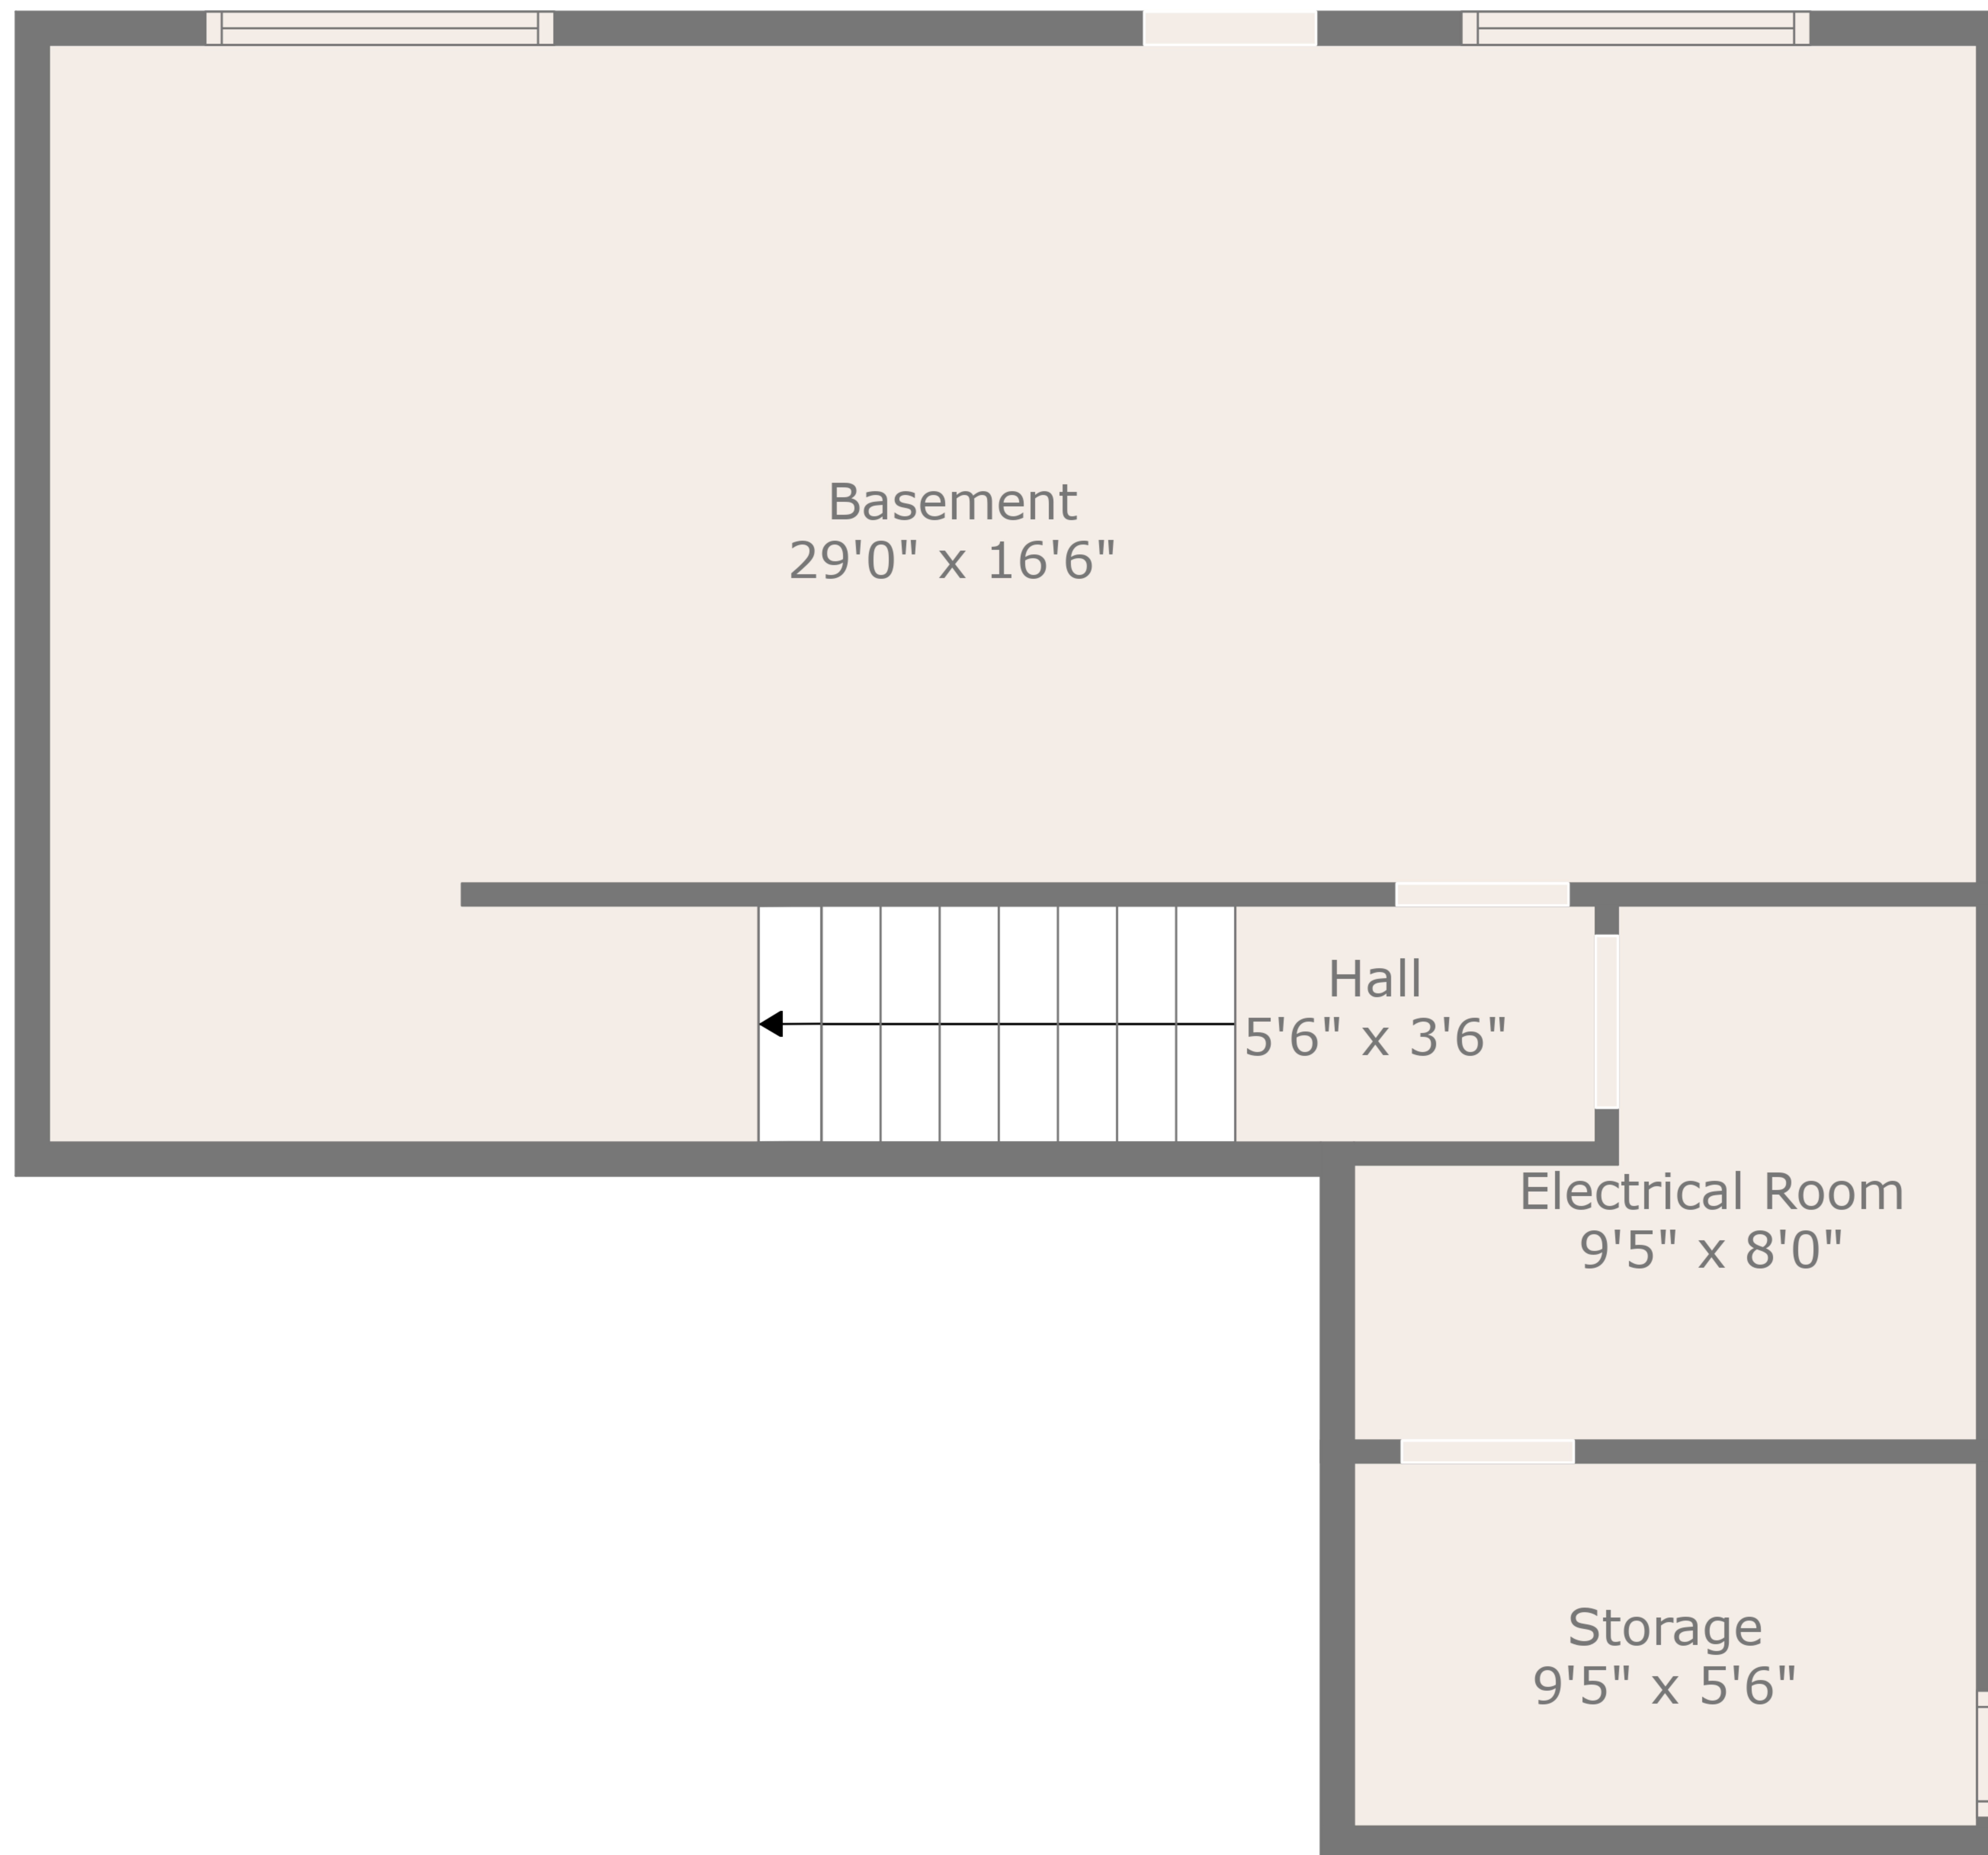 Basement
29'0" x 16'6"
Hall
5'6" x 3'6"
Electrical Room
9'5" x 8'0"
Storage
9'5" x 5'6"